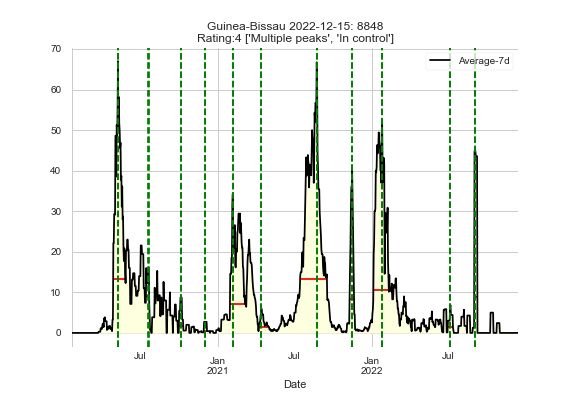 Guinea-Bissau 2022-12-15: 8848
Rating:4 ['Multiple peaks', 'In control']
Average-7d
70
60
50
40
30
20
10
0
Jul
Jan
2021
Jul
Jan
2022
Jul
Date